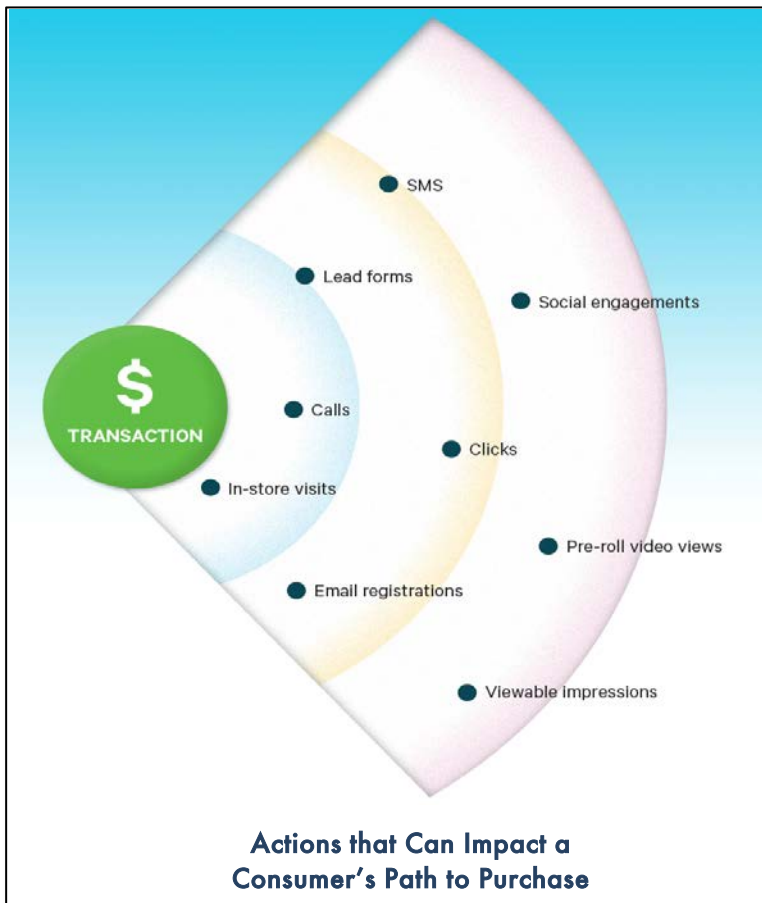 SMS
Lead forms
Social engagements
$
TRANSACTION
Calls
Clicks
In-store visits
Pre-roll video views
Email registrations
Viewable impressions
Actions that Can Impact a
Consumer's Path to Purchase